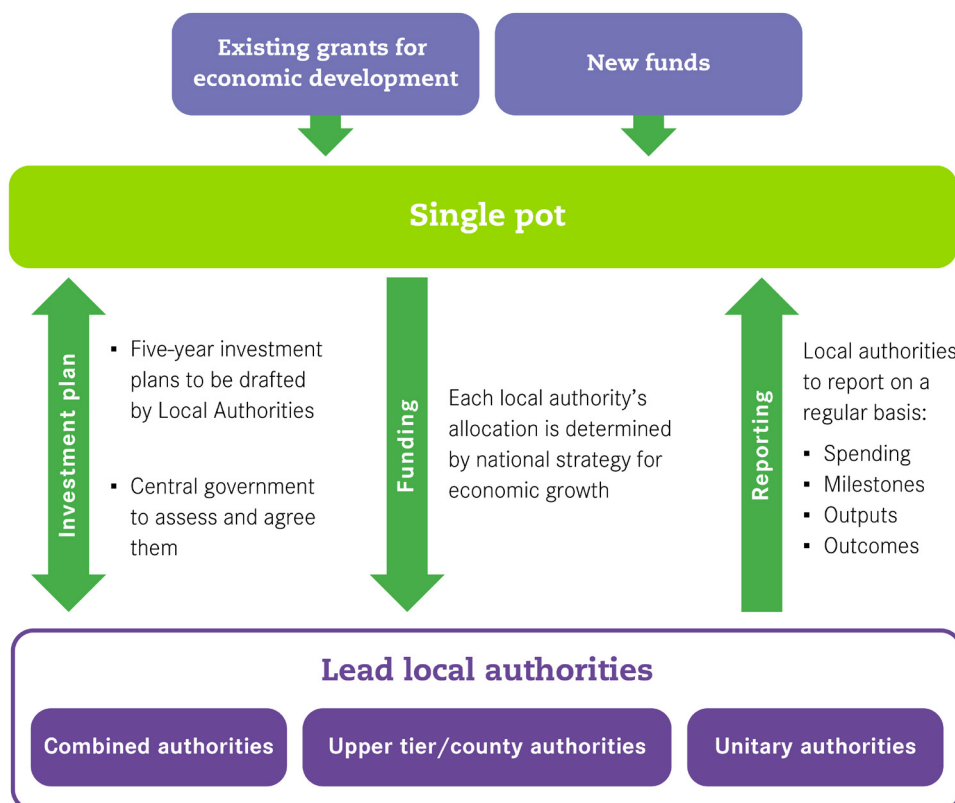 Existing grants for
economic development
New funds
Single pot
Investment plan
▪ Five-year investment
plans to be drafted
by Local Authorities
▪ Central government
to assess and agree
them
Funding
Each local authority’s
allocation is determined
by national strategy for
economic growth
Reporting
Local authorities
to report on a
regular basis:
▪ Spending
▪ Milestones
▪ Outputs
▪ Outcomes
Lead local authorities
Combined authorities
Upper tier/county authorities
Unitary authorities